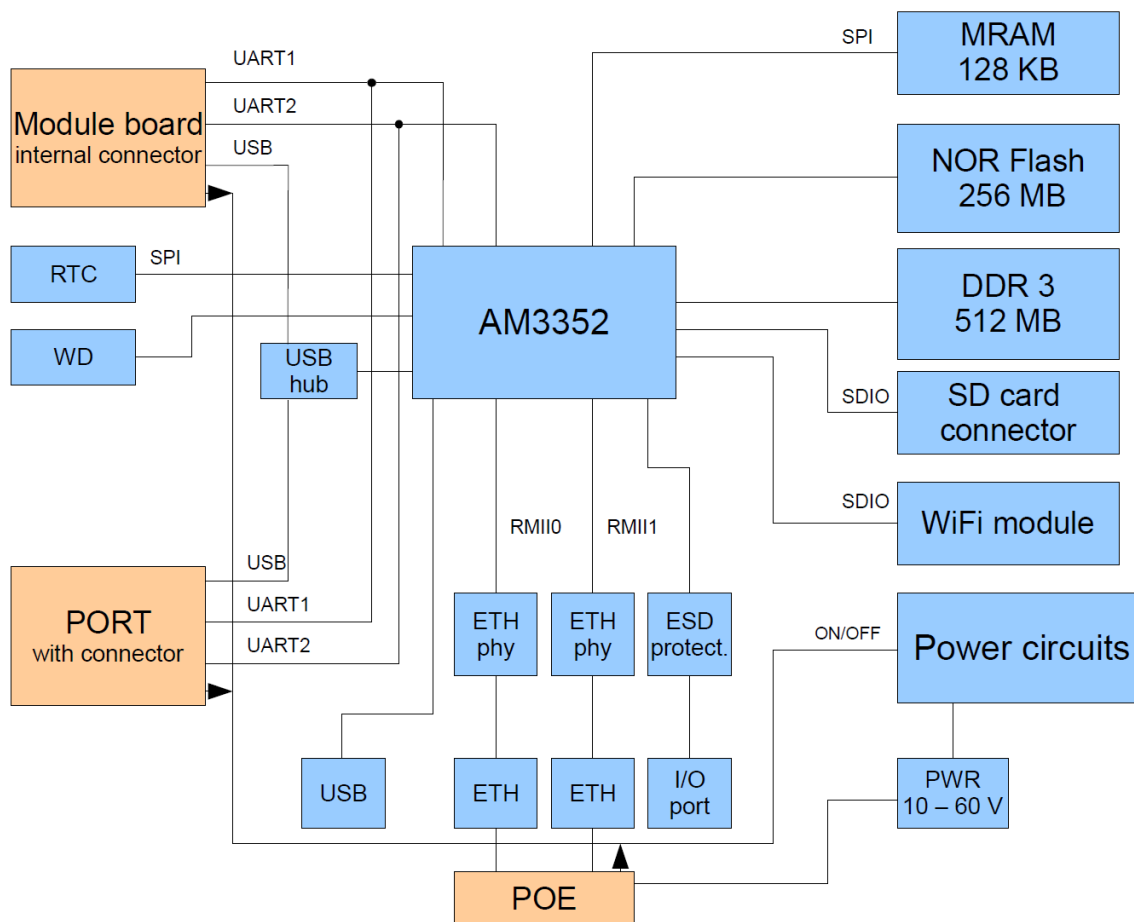 UART1
SPI
MRAM
128 KB
Module board
internal connector
UART2
USB
NOR Flash
256 MB
RTC
SPI
AM3352
DDR 3
512 MB
WD
USB
hub
SDIO
SD card
connector
SDIO
WiFi module
RMII0
RMII1
USB
PORT
with connector
UART1
UART2
ETH
phy
ETH
phy
ESD
protect.
ON/OFF
Power circuits
USB
ETH
ETH
I/O
port
PWR
10 – 60 V
POE